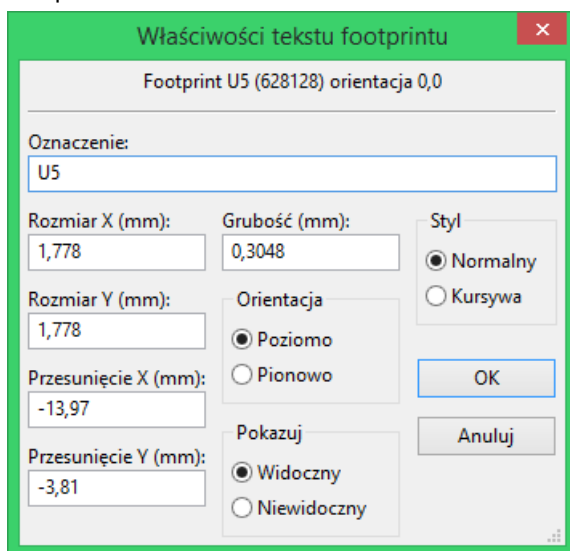 Właściwości tekstu footprintu
Footprint U5 (628128) orientacja 0,0
Oznaczenie:
U5
Rozmiar X (mm):
1,778
Rozmiar Y (mm):
1,778
Przesunięcie X (mm):
-13,97
Przesunięcie Y (mm):
-3,81
Grubość (mm):
0,3048
Orientacja
Poziomo
Pionowo
Pokazuj
Widoczny
Niewidoczny
Styl
Normalny
Kursywa
OK
Anuluj